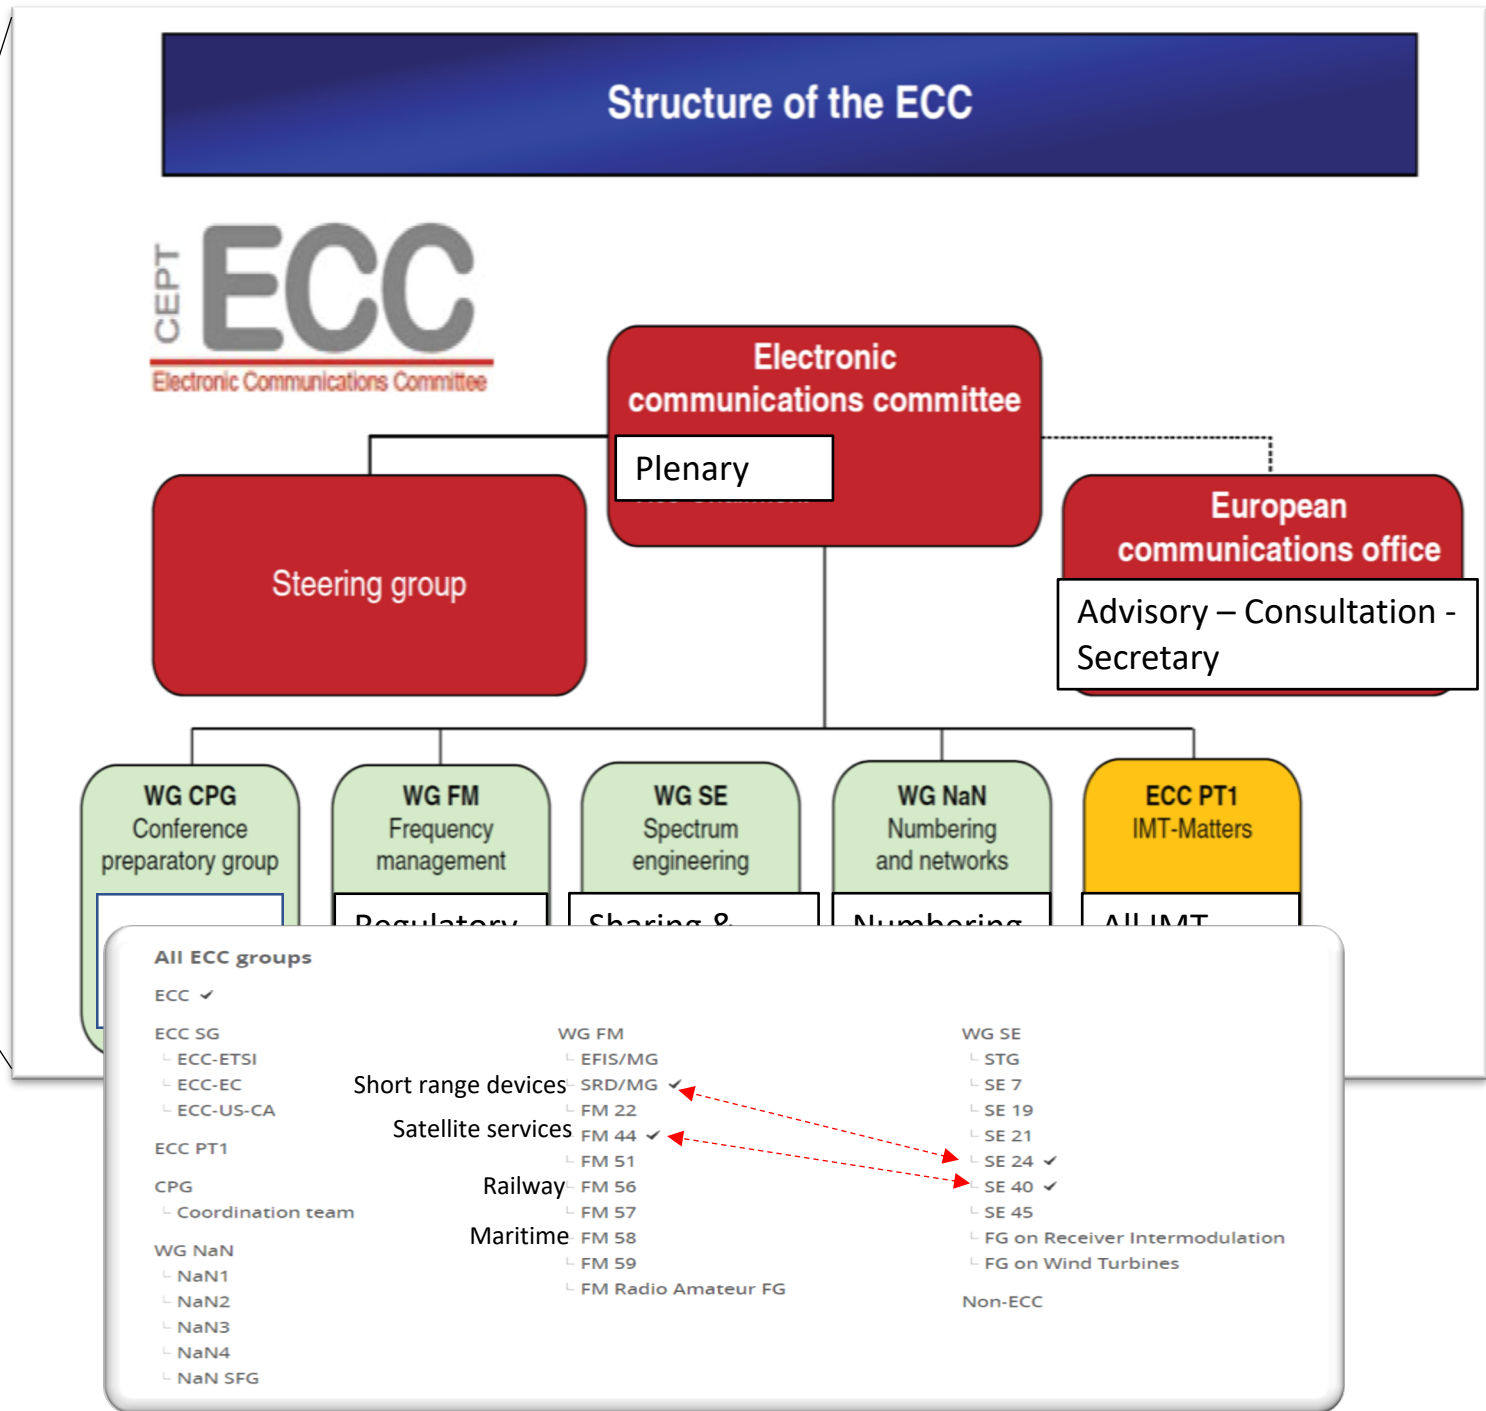 Structure of the ECC
CEPT
ECC
Electronic Communications Committee
Electronic
communications committee
Plenary
Steering group
European
communications office
Advisory – Consultation -
Secretary
WG CPG
Conference
preparatory group
WG FM
Frequency
management
Regulatory
WG SE
Spectrum
engineering
Sharing &
WG NaN
Numbering
and networks
Numbering
ECC PT1
IMT-Matters
All IMT
All ECC groups
ECC ✔
ECC SG
ECC-ETSI
ECC-EC
ECC-US-CA
ECC PT1
CPG
Coordination team
WG NaN
NaN1
NaN2
NaN3
NaN4
NaN SFG
WG FM
EFIS/MG
Short range devices SRD/MG ✔
FM 22
Satellite services FM 44 ✔
FM 51
Railway FM 56
FM 57
Maritime FM 58
FM 59
FM Radio Amateur FG
WG SE
STG
SE 7
SE 19
SE 21
SE 24 ✔
SE 40 ✔
SE 45
FG on Receiver Intermodulation
FG on Wind Turbines
Non-ECC